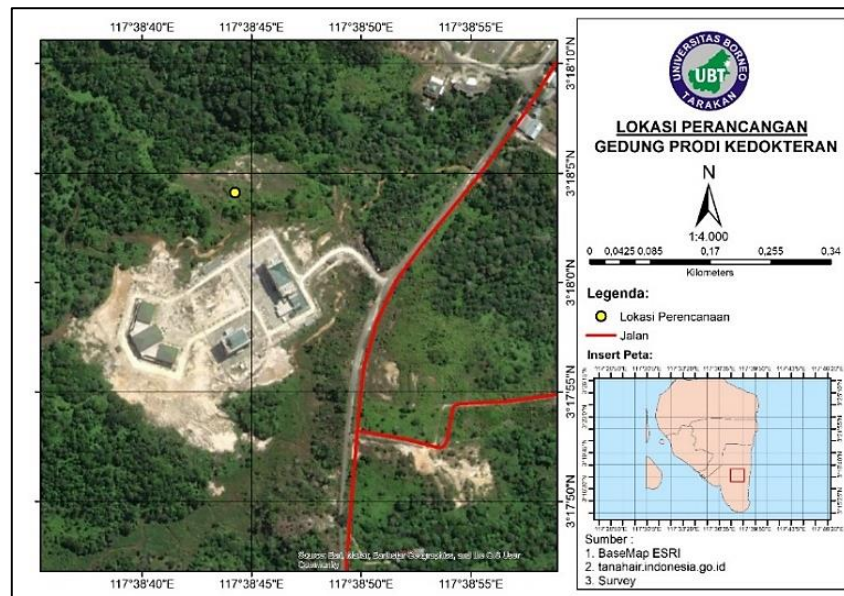 117°38'40" 117°38'45" 117°38'50" 117°38'55"
3°18'10"N
3°18'5"N
3°18'0"N
3°17'55"N
3°17'50"N
117°38'40" 117°38'45" 117°38'50" 117°38'55"
Community
UNIVERSITAS BORNEO
UBT
TARAKAN
LOKASI PERANCANGAN
GEDUNG PRODI KEDOKTERAN
N
1:4.000
0 0,0425 0,085 0,17 0,255 0,34
Kilometers
Legenda:
Lokasi Perencanaan
Jalan
Insert Peta:
Sumber :
1. BaseMap ESRI
2. tanahair.indonesia.go.id
3. Survey